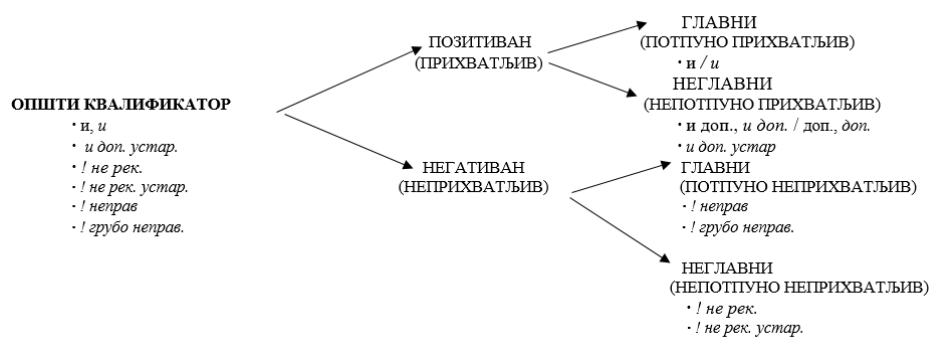 ОПШТИ КВАЛИФИКАТОР
· и, и
· и доп. устар.
· ! не рек.
· ! не рек. устар.
· ! неправ
· ! грубо неправ.
ПОЗИТИВАН
(ПРИХВАТЉИВ)
ГЛАВНИ
(ПОТПУНО ПРИХВАТЉИВ)
· и / и
НЕГЛАВНИ
(НЕПОТПУНО ПРИХВАТЉИВ)
· и доп., и доп. / доп., доп.
· и доп. устар
НЕГАТИВАН
(НЕПРИХВАТЉИВ)
ГЛАВНИ
(ПОТПУНО НЕПРИХВАТЉИВ)
· ! неправ
· ! грубо неправ.
НЕГЛАВНИ
(НЕПОТПУНО НЕПРИХВАТЉИВ)
· ! не рек.
· ! не рек. устар.